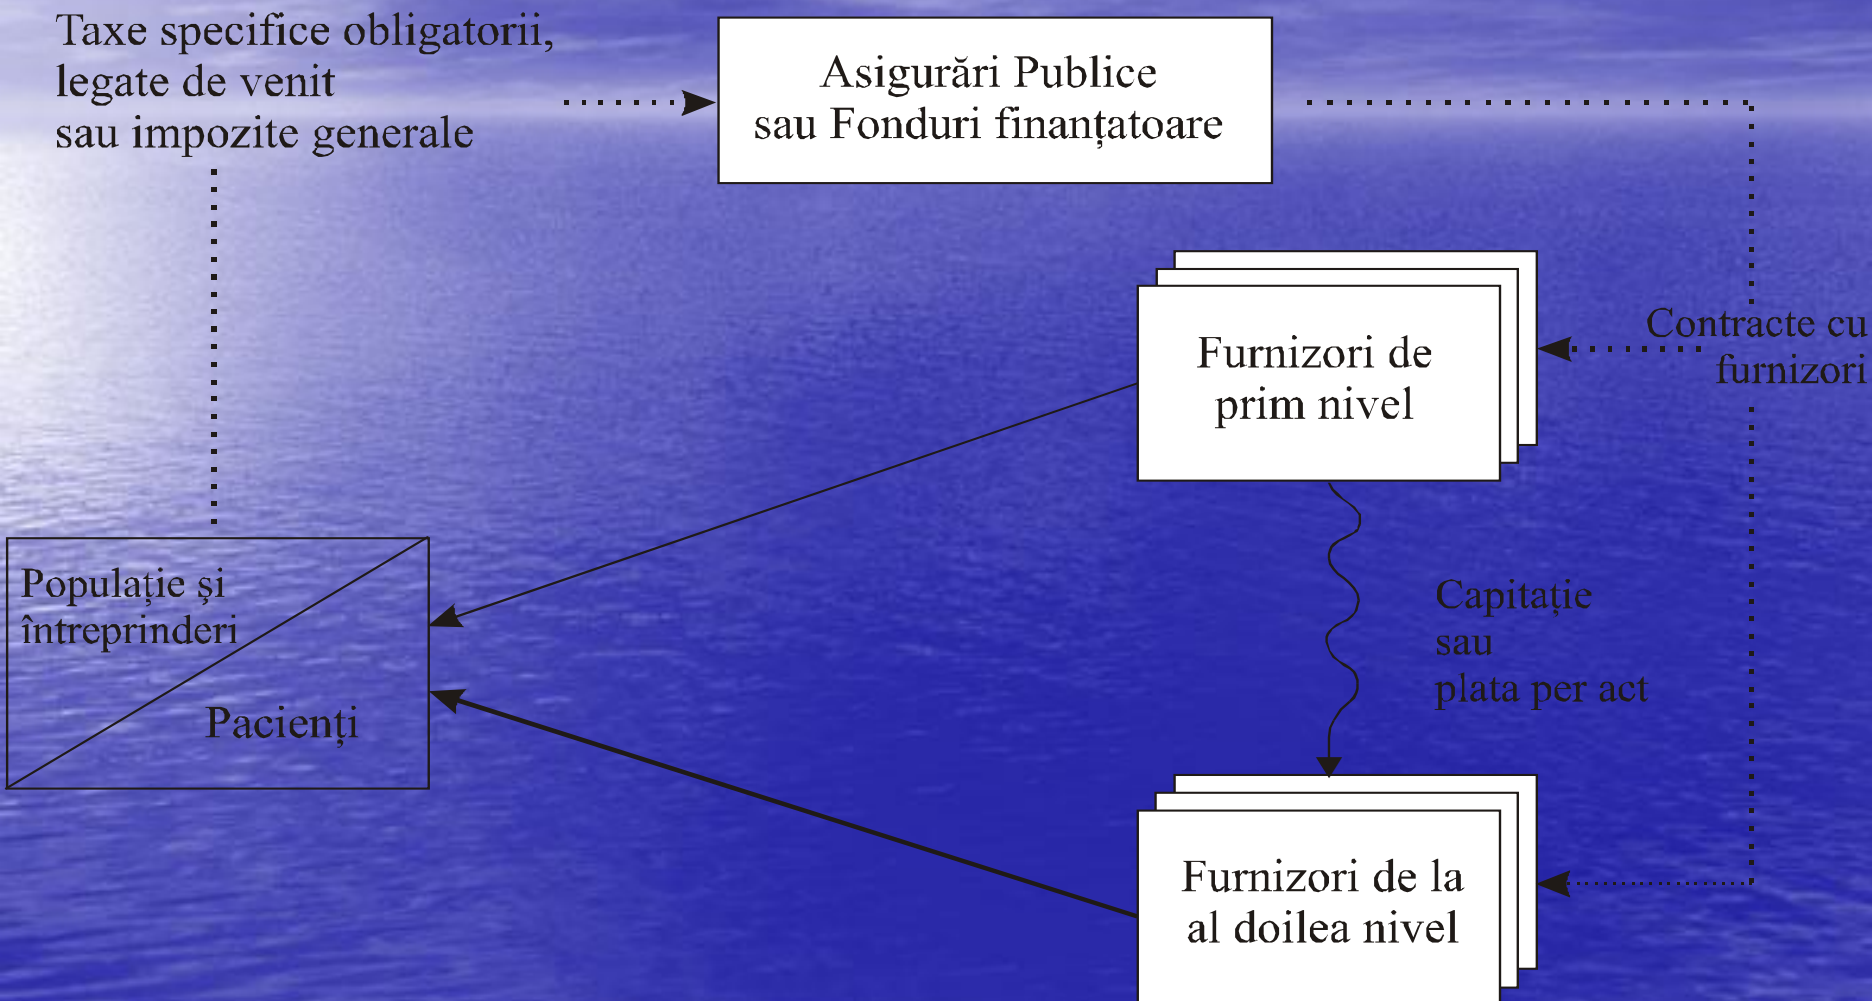 Taxe specifice obligatorii,
legate de venit
sau impozite generale
Asigurări Publice
sau Fonduri finanțatoare
Furnizori de
prim nivel
Contracte cu
furnizori
Populație şi
întreprinderi
Pacienți
Capitație
sau
plata per act
Furnizori de la
al doilea nivel